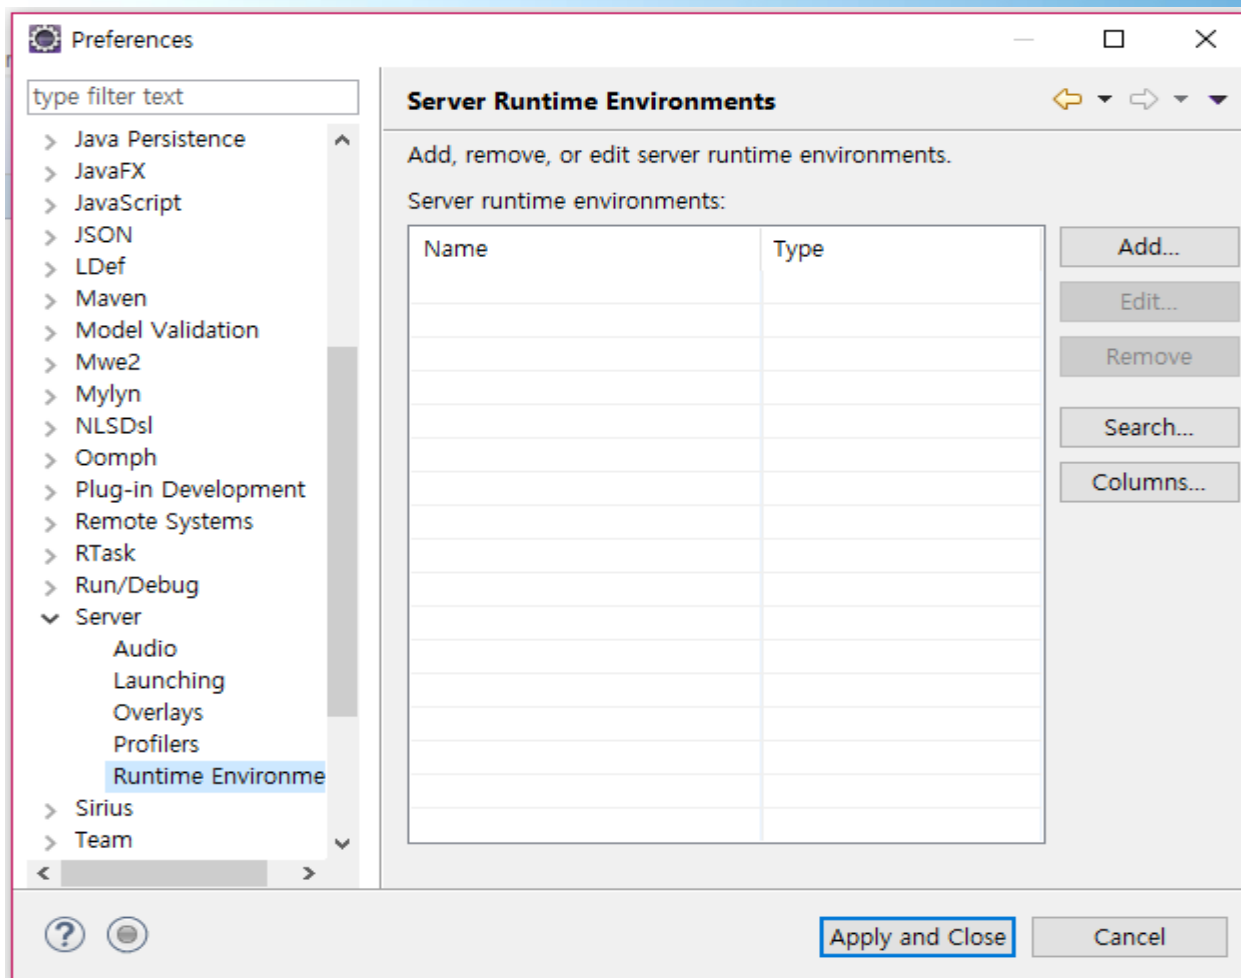 Preferences
type filter text
Java Persistence
JavaFX
JavaScript
JSON
LDef
Maven
Model Validation
Mwe2
Mylyn
NLSDsl
Oomph
Plug-in Development
Remote Systems
RTask
Run/Debug
Server
Audio
Launching
Overlays
Profilers
Runtime Environme
Sirius
Team
Server Runtime Environments
Add, remove, or edit server runtime environments.
Server runtime environments:
Name Type
Add...
Edit...
Remove
Search...
Columns...
?
Apply and Close Cancel